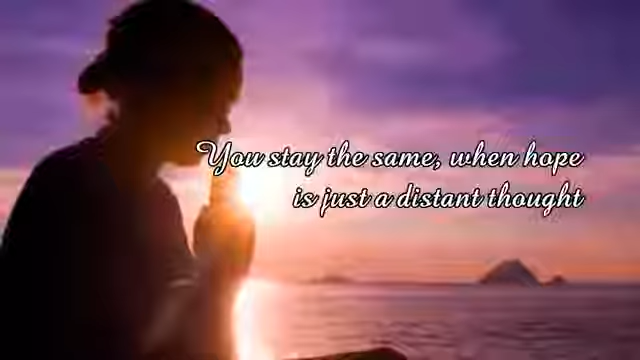 You stay the same, when hope
is just a distant thought